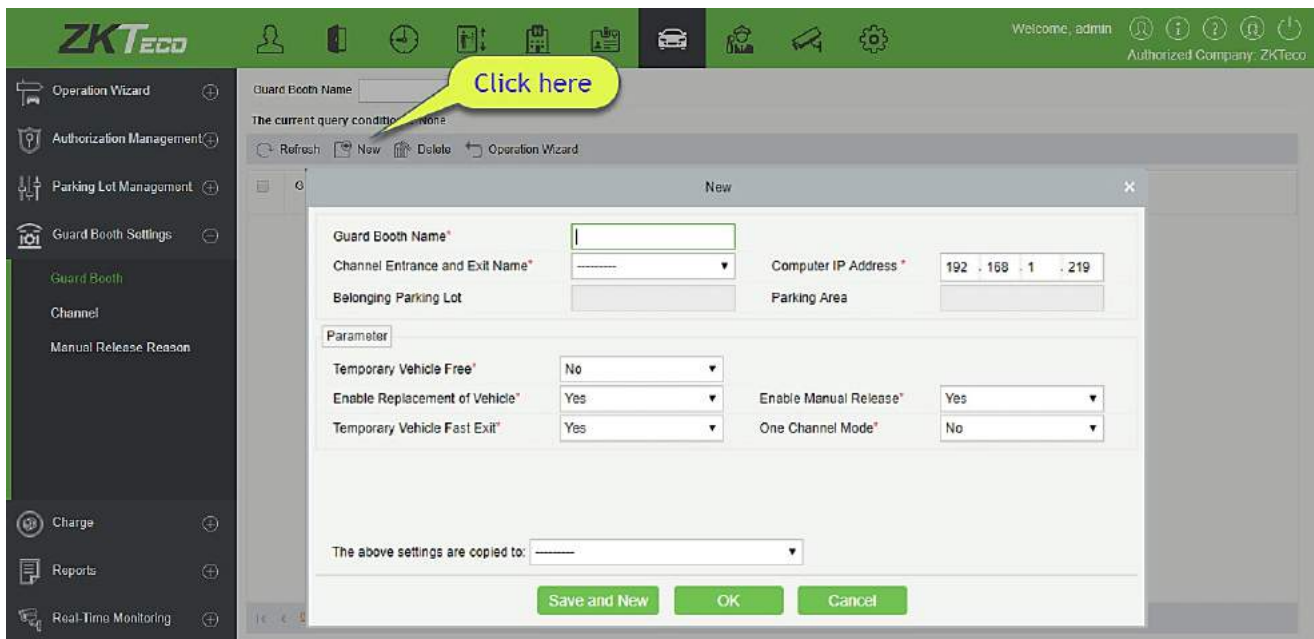 ZKTECO
Welcome, admin
Authorized Company: ZKTeco
Operation Wizard
Authorization Management
Parking Lot Management
Guard Booth Settings
Guard Booth
Channel
Manual Release Reason
Charge
Reports
Real-Time Monitoring
Guard Booth Name
Click here
The current query conditions None
Refresh New Delete Operation Wizard
G
New
Guard Booth Name*
Channel Entrance and Exit Name* --------- Computer IP Address * 192 . 168 . 1 . 219
Belonging Parking Lot Parking Area
Parameter
Temporary Vehicle Free* No
Enable Replacement of Vehicle* Yes Enable Manual Release* Yes
Temporary Vehicle Fast Exit* Yes One Channel Mode* No
The above settings are copied to: ---------
Save and New OK Cancel